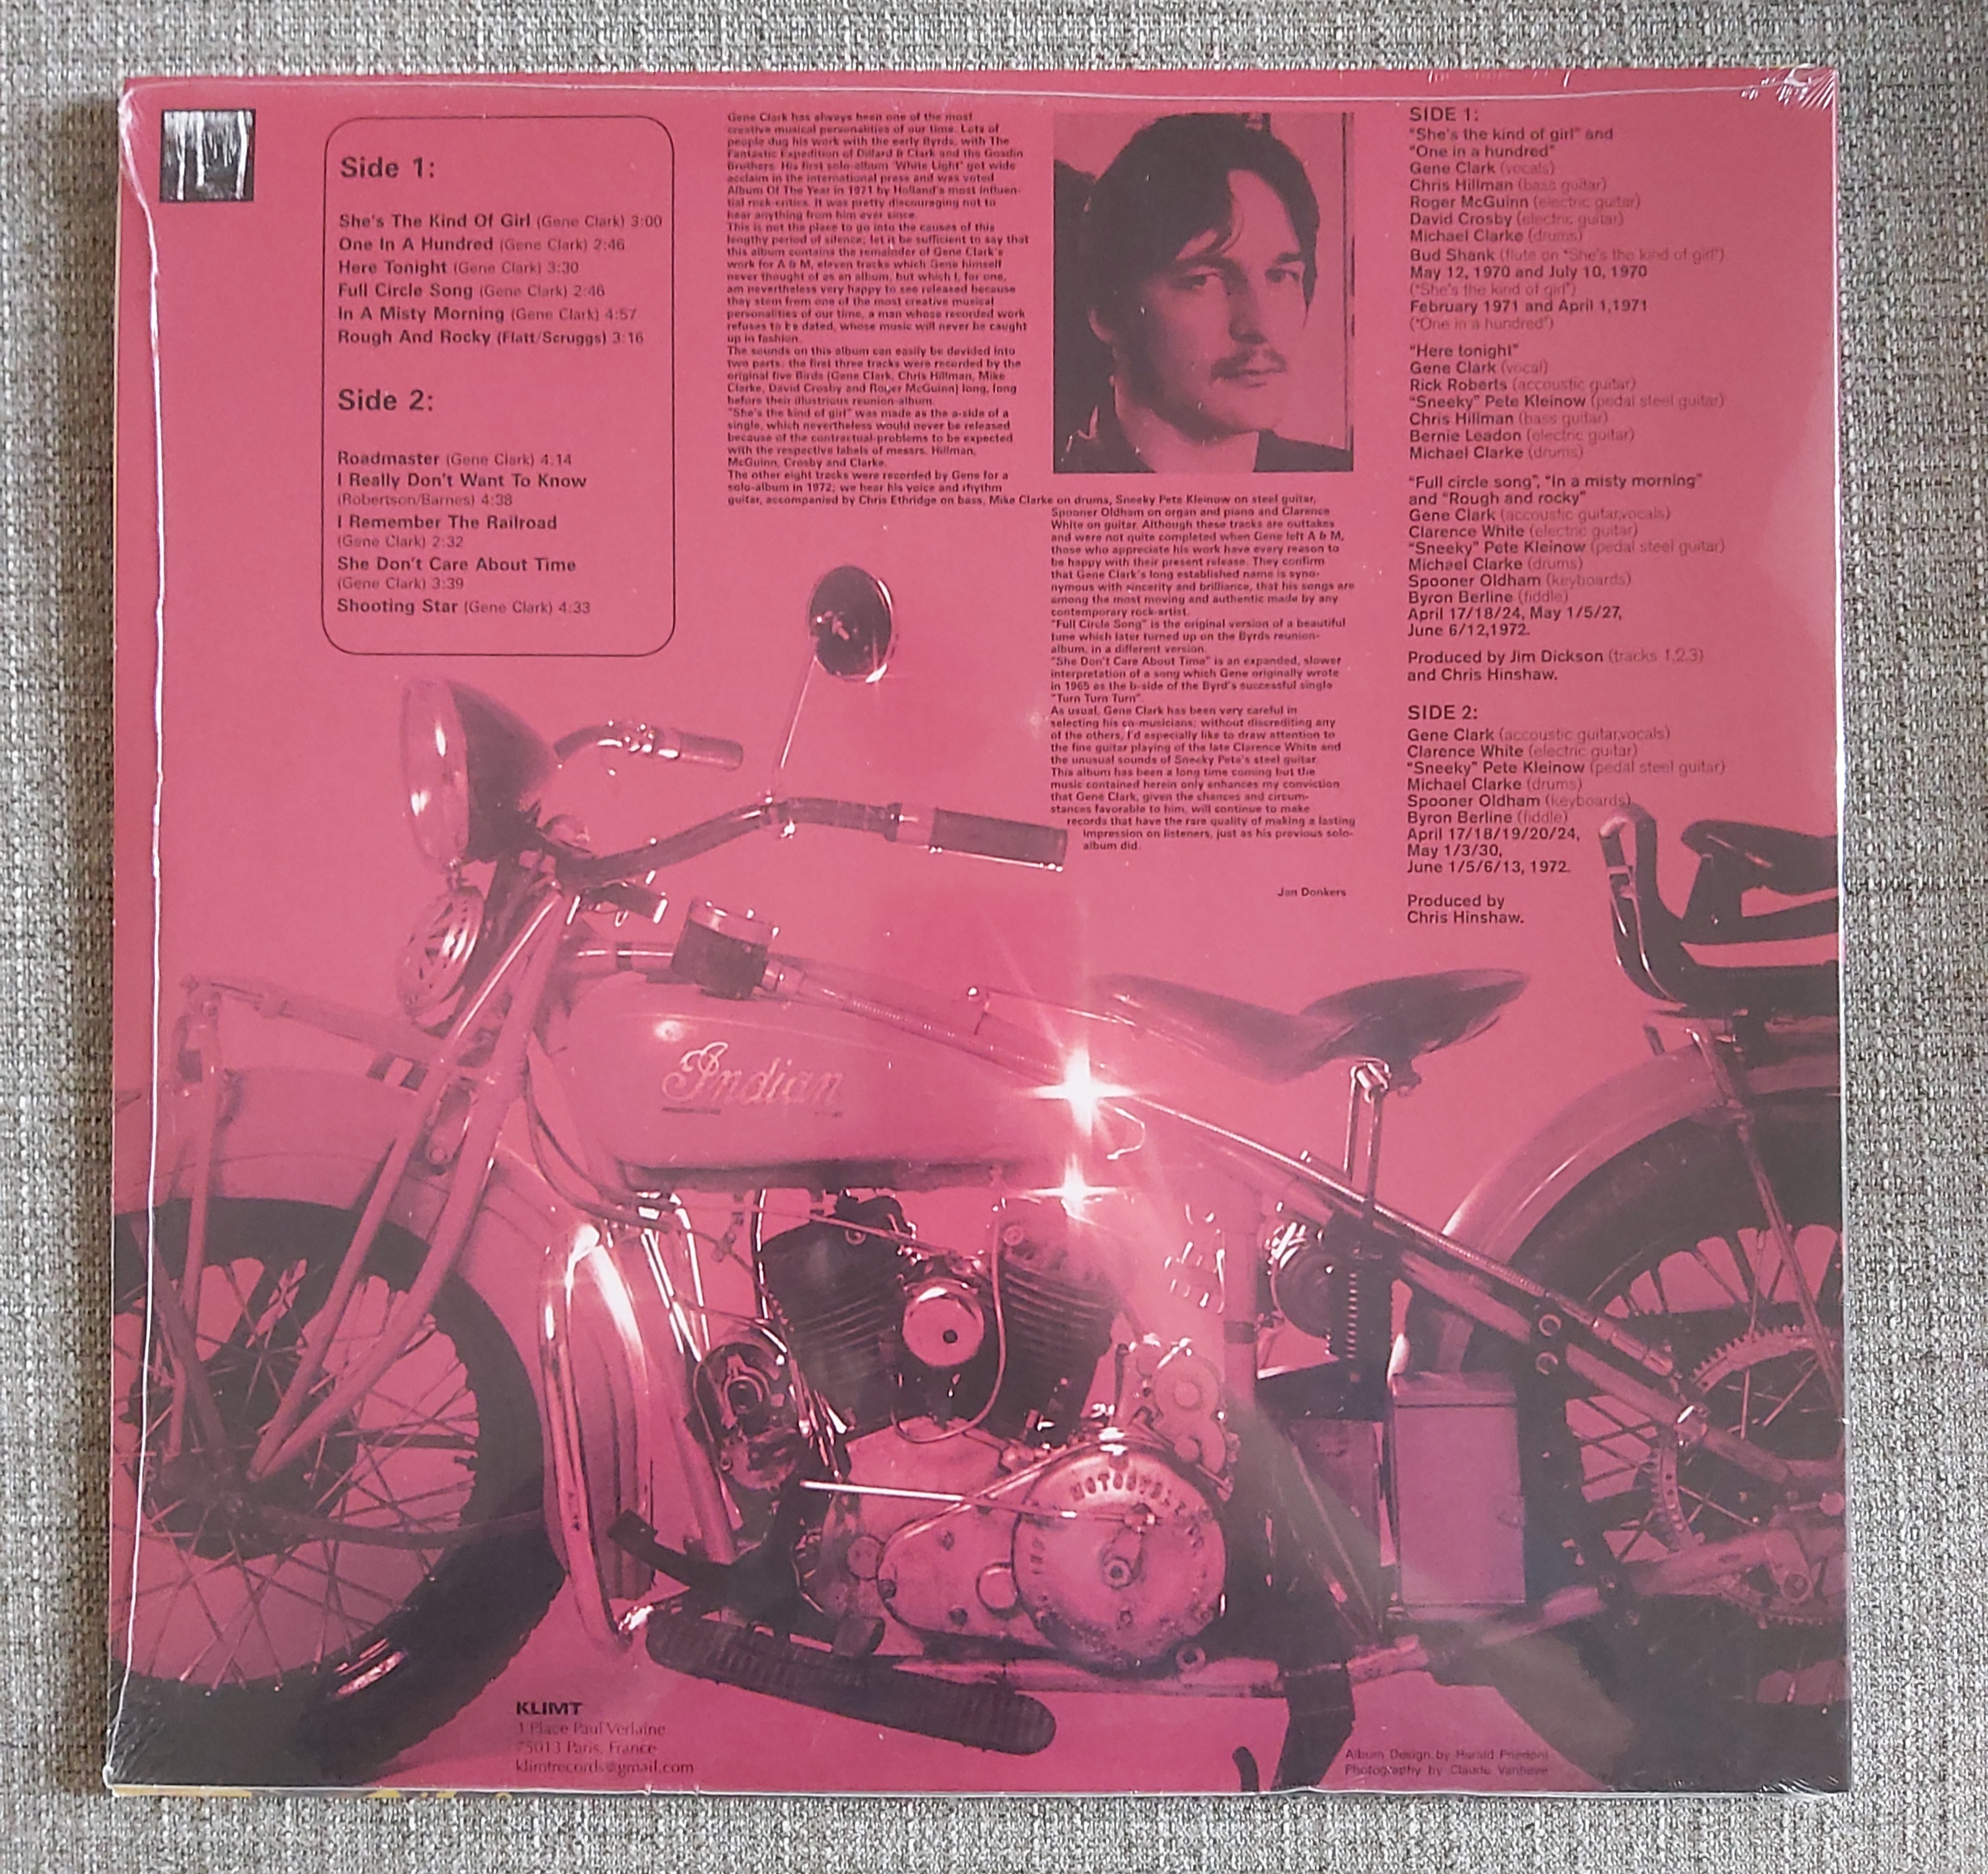 Side 1:
She's The Kind Of Girl (Gene Clark) 3:00
One In A Hundred (Gene Clark) 2:46
Here Tonight (Gene Clark) 3:30
Full Circle Song (Gene Clark) 2:46
In A Misty Morning (Gene Clark) 4:57
Rough And Rocky (Flatt/Scruggs) 3:16
Side 2:
Roadmaster (Gene Clark) 4:14
I Really Don't Want To Know
(Robertson/Barnes) 4:38
I Remember The Railroad
(Gene Clark) 2:32
She Don't Care About Time
(Gene Clark) 3:39
Shooting Star (Gene Clark) 4:33
Gene Clark has always been one of the most
creative musical personalities of our time. Lots of
people dug his work with the early Byrds, with The
Fantastic Expedition of Dillard & Clark and the Gosdin
Brothers. His first solo-album "White Light" got wide
acclaim in the international press and was voted
Album Of The Year in 1971 by Holland's most influen-
tial rock-critics. It was pretty discouraging not to
hear anything from him ever since.
This is not the place to go into the causes of this
lengthy period of silence; let it be sufficient to say that
this album contains the remainder of Gene Clark's
work for A & M, eleven tracks which Gene himself
never thought of as an album, but which I, for one,
am nevertheless very happy to see released because
they stem from one of the most creative musical
personalities of our time, a man whose recorded work
refuses to be dated, whose music will never be caught
up in fashion.
The sounds on this album can easily be devided into
two parts: the first three tracks were recorded by the
original five Birds (Gene Clark, Chris Hillman, Mike
Clarke, David Crosby and Royer McGuinn) long, long
before their illustrious reunion-album.
"She's the kind of girl" was made as the a-side of a
single, which nevertheless would never be released
because of the contractual-problems to be expected
with the respective labels of messrs. Hillman,
McGuinn, Crosby and Clarke.
The other eight tracks were recorded by Gene for a
solo-album in 1972; we hear his voice and rhythm
guitar, accompanied by Chris Ethridge on bass, Mike Clarke on drums, Sneeky Pete Kleinow on steel guitar,
Spooner Oldham on organ and piano and Clarence
White on guitar. Although these tracks are outtakes
and were not quite completed when Gene left A & M,
those who appreciate his work have every reason to
be happy with their present release. They confirm
that Gene Clark's long established name is syno-
nymous with sincerity and brilliance, that his songs are
among the most moving and authentic made by any
contemporary rock-artist.
"Full Circle Song" is the original version of a beautiful
tune which later turned up on the Byrds reunion-
album, in a different version.
"She Don't Care About Time" is an expanded, slower
interpretation of a song which Gene originally wrote
in 1965 as the b-side of the Byrd's successful single
"Turn Turn Turn".
As usual, Gene Clark has been very careful in
selecting his co-musicians; without discrediting any
of the others, I'd especially like to draw attention to
the fine guitar playing of the late Clarence White and
the unusual sounds of Sneeky Pete's steel guitar.
This album has been a long time coming but the
music contained herein only enhances my conviction
that Gene Clark, given the chances and circum-
stances favorable to him, will continue to make
records that have the rare quality of making a lasting
impression on listeners, just as his previous solo-
album did.
Jan Donkers
SIDE 1:
"She's the kind of girl" and
"One in a hundred"
Gene Clark (vocals)
Chris Hillman (bass guitar)
Roger McGuinn (electric guitar)
David Crosby (electric guitar)
Michael Clarke (drums)
Bud Shank (flute on "She's the kind of girl")
May 12, 1970 and July 10, 1970
("She's the kind of girl")
February 1971 and April 1,1971
("One in a hundred")
"Here tonight"
Gene Clark (vocal)
Rick Roberts (accoustic guitar)
"Sneeky" Pete Kleinow (pedal steel guitar)
Chris Hillman (bass guitar)
Bernie Leadon (electric guitar)
Michael Clarke (drums)
"Full circle song", "In a misty morning"
and "Rough and rocky"
Gene Clark (accoustic guitar,vocals)
Clarence White (electric guitar)
"Sneeky" Pete Kleinow (pedal steel guitar)
Michael Clarke (drums)
Spooner Oldham (keyboards)
Byron Berline (fiddle)
April 17/18/24, May 1/5/27,
June 6/12,1972.
Produced by Jim Dickson (tracks 1,2,3)
and Chris Hinshaw.
SIDE 2:
Gene Clark (accoustic guitar,vocals)
Clarence White (electric guitar)
"Sneeky" Pete Kleinow (pedal steel guitar)
Michael Clarke (drums)
Spooner Oldham (keyboards)
Byron Berline (fiddle)
April 17/18/19/20/24,
May 1/3/30,
June 1/5/6/13, 1972.
Produced by
Chris Hinshaw.
Indian
MOTOCYCLE
KLIMT
1 Place Paul Verlaine
75013 Paris, France
klimtrecords@gmail.com
Album Design by Harald
Photography by Claude Vanheye